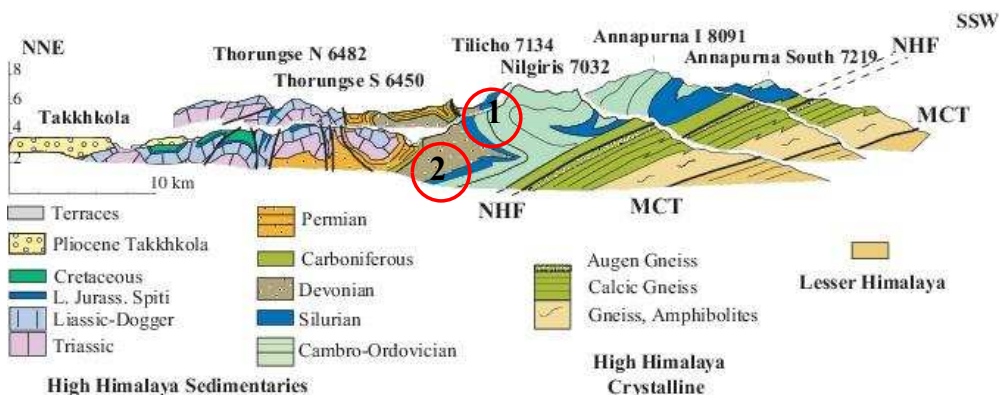 NNE
SSW
Thorungse N 6482
Thorungse S 6450
Tilicho 7134
Nilgiris 7032
Annapurna I 8091
Annapurna South 7219
NHF
MCT
Takkhkola
8
6
4
2
10 km
1
2
NHF
MCT
Terraces
Pliocene Takkhkola
Cretaceous
L. Jurass. Spiti
Liassic-Dogger
Triassic
Permian
Carboniferous
Devonian
Silurian
Cambro-Ordovician
High Himalaya Sedimentaries
Augen Gneiss
Calcic Gneiss
Gneiss, Amphibolites
High Himalaya
Crystalline
Lesser Himalaya